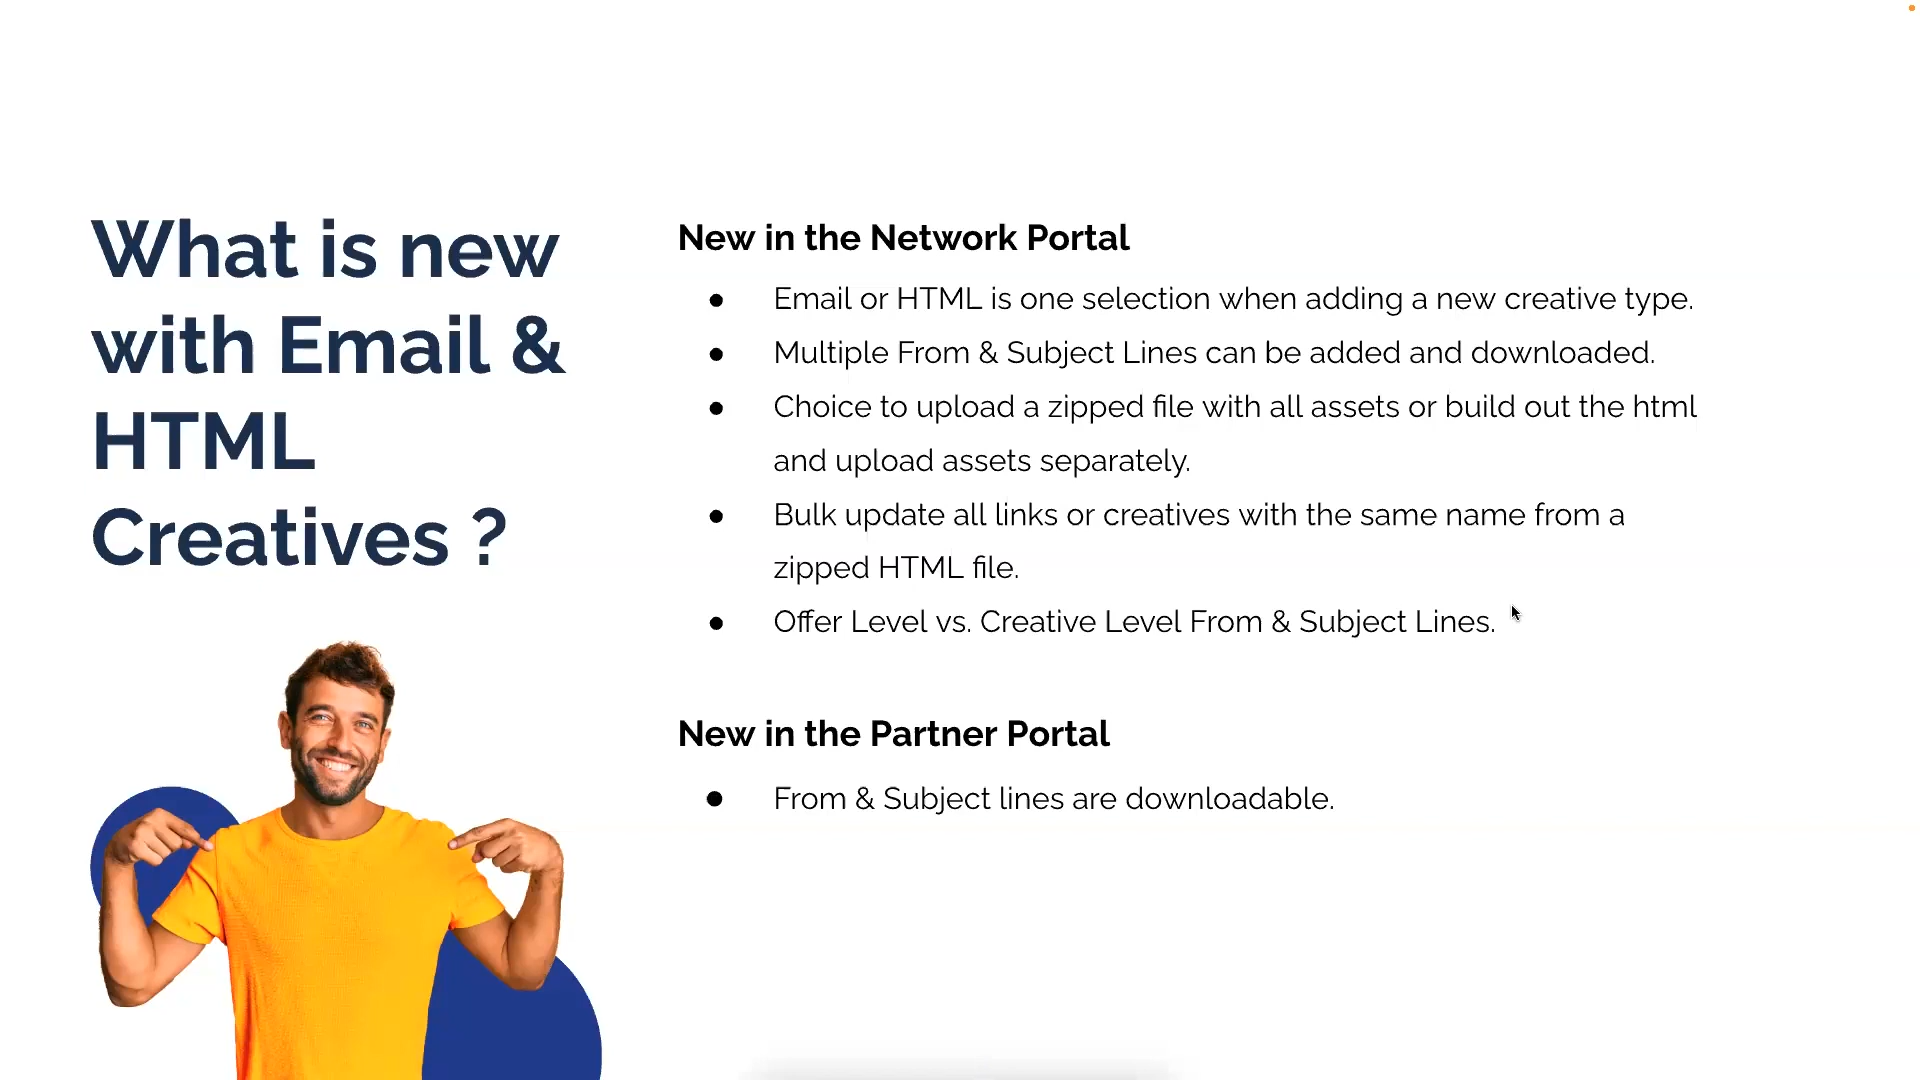 What is new
with Email &
HTML
Creatives ?
New in the Network Portal
● Email or HTML is one selection when adding a new creative type.
● Multiple From & Subject Lines can be added and downloaded.
● Choice to upload a zipped file with all assets or build out the html
and upload assets separately.
● Bulk update all links or creatives with the same name from a
zipped HTML file.
● Offer Level vs. Creative Level From & Subject Lines.
New in the Partner Portal
● From & Subject lines are downloadable.